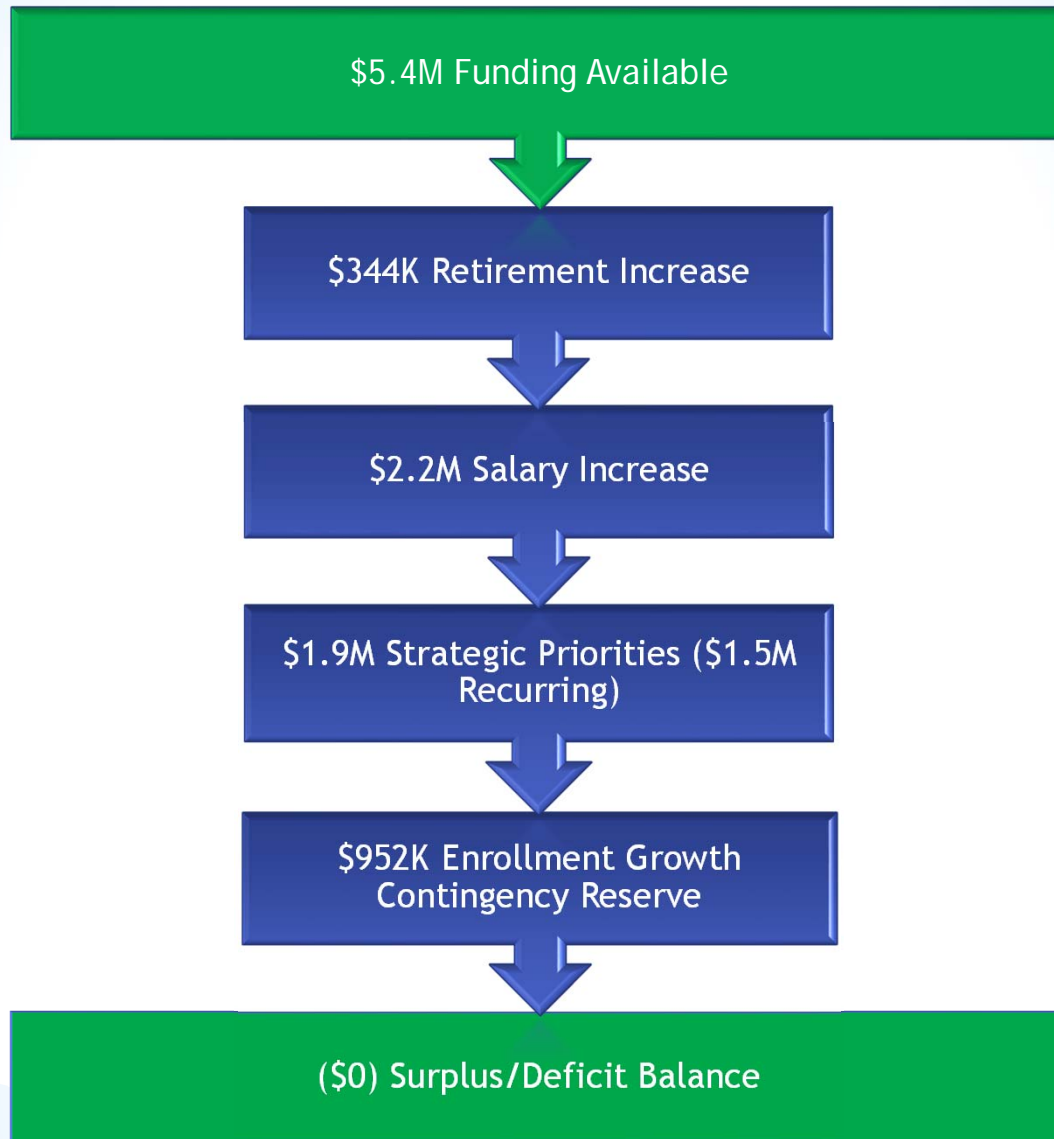 $5.4M Funding Available
$344K Retirement Increase
$2.2M Salary Increase
$1.9M Strategic Priorities ($1.5M
Recurring)
$952K Enrollment Growth
Contingency Reserve
($0) Surplus/Deficit Balance